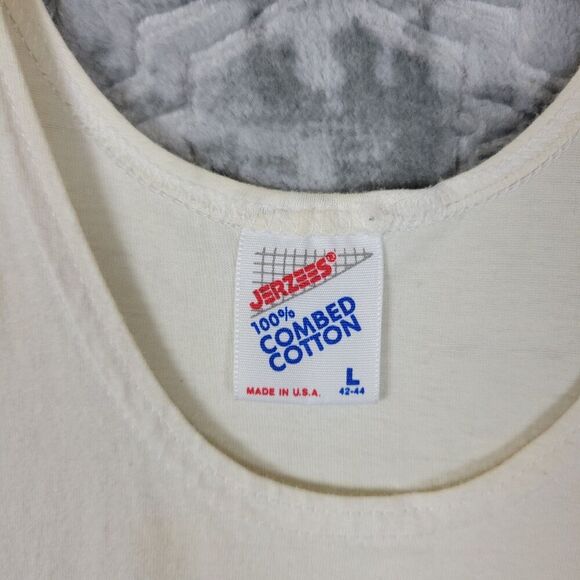 JERZEES®
100%
COMBED
COTTON
L
MADE IN U.S.A. 42-44